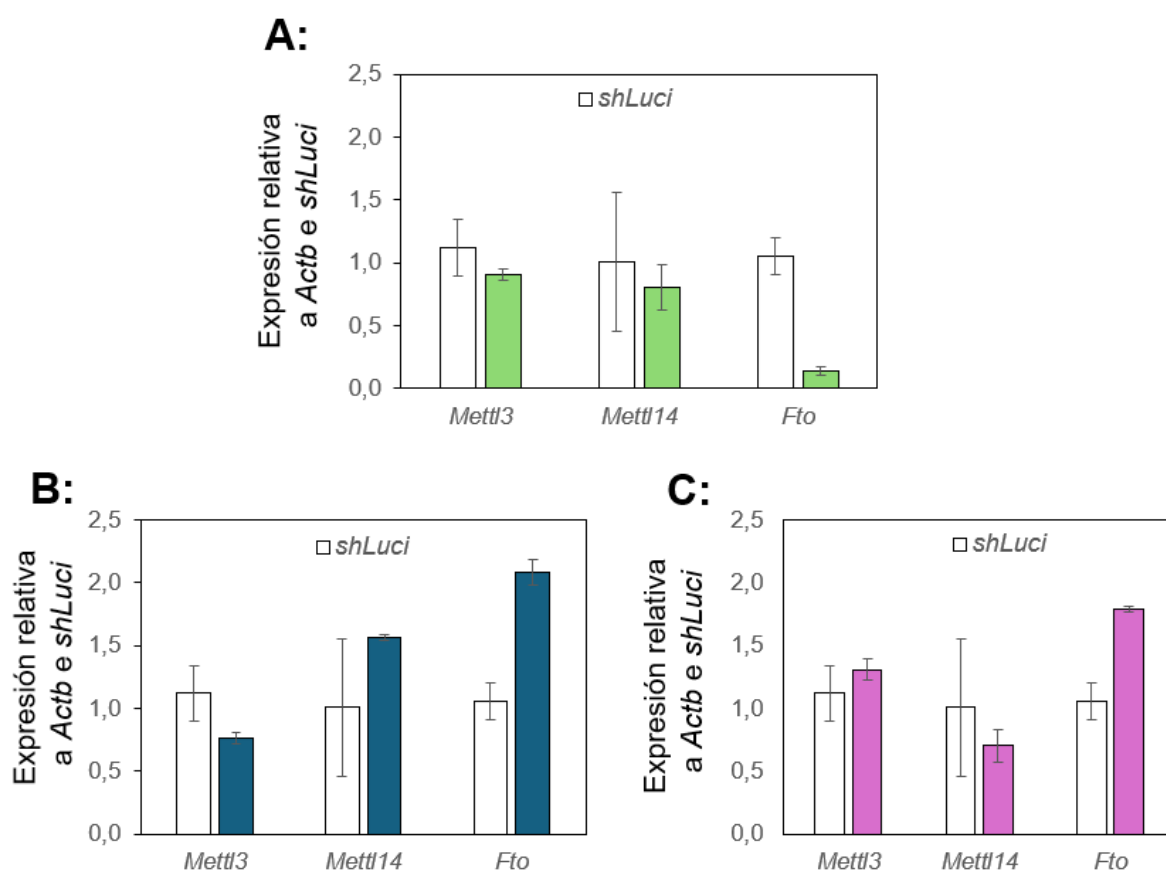 A:
Expresión relativa
a Actb e shLuci
2,5
2,0
1,5
1,0
0,5
0,0
shLuci
Mettl3 Mettl14 Fto
B:
Expresión relativa
a Actb e shLuci
2,5
2,0
1,5
1,0
0,5
0,0
shLuci
Mettl3 Mettl14 Fto
C:
Expresión relativa
a Actb e shLuci
2,5
2,0
1,5
1,0
0,5
0,0
shLuci
Mettl3 Mettl14 Fto